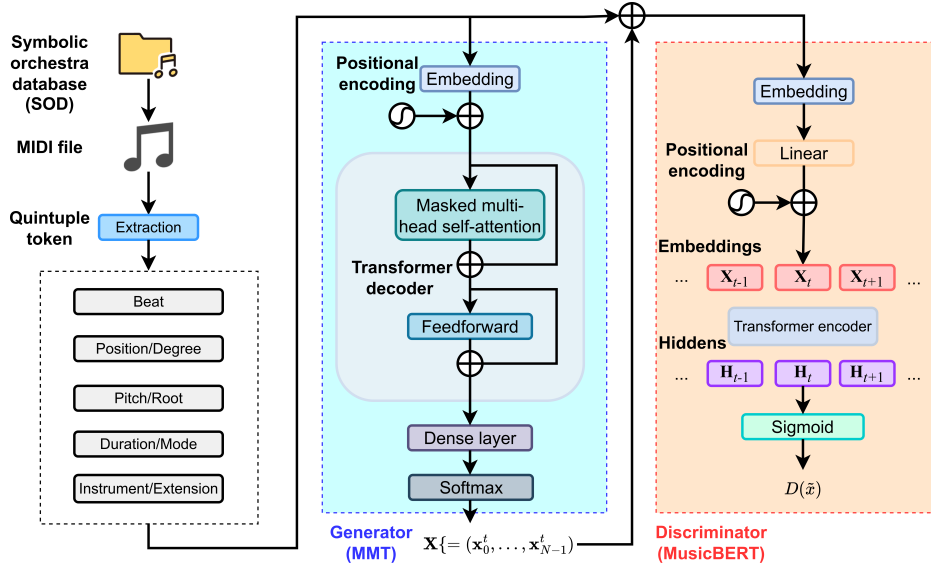 Symbolic
orchestra
database
(SOD)
MIDI file
Quintuple
token
Extraction
Beat
Position/Degree
Pitch/Root
Duration/Mode
Instrument/Extension
Positional
encoding
Embedding
Masked multi-
head self-attention
Transformer
decoder
Feedforward
Dense layer
Softmax
Generator
(MMT)
𝐗{= (𝐱₀ᵗ, …, 𝐱ᵗ_{N−1})
Embedding
Linear
Positional
encoding
Embeddings
... 𝐗_{t-1} 𝐗_t 𝐗_{t+1} ...
Transformer encoder
Hiddens
... 𝐇_{t-1} 𝐇_t 𝐇_{t+1} ...
Sigmoid
D(x̃)
Discriminator
(MusicBERT)